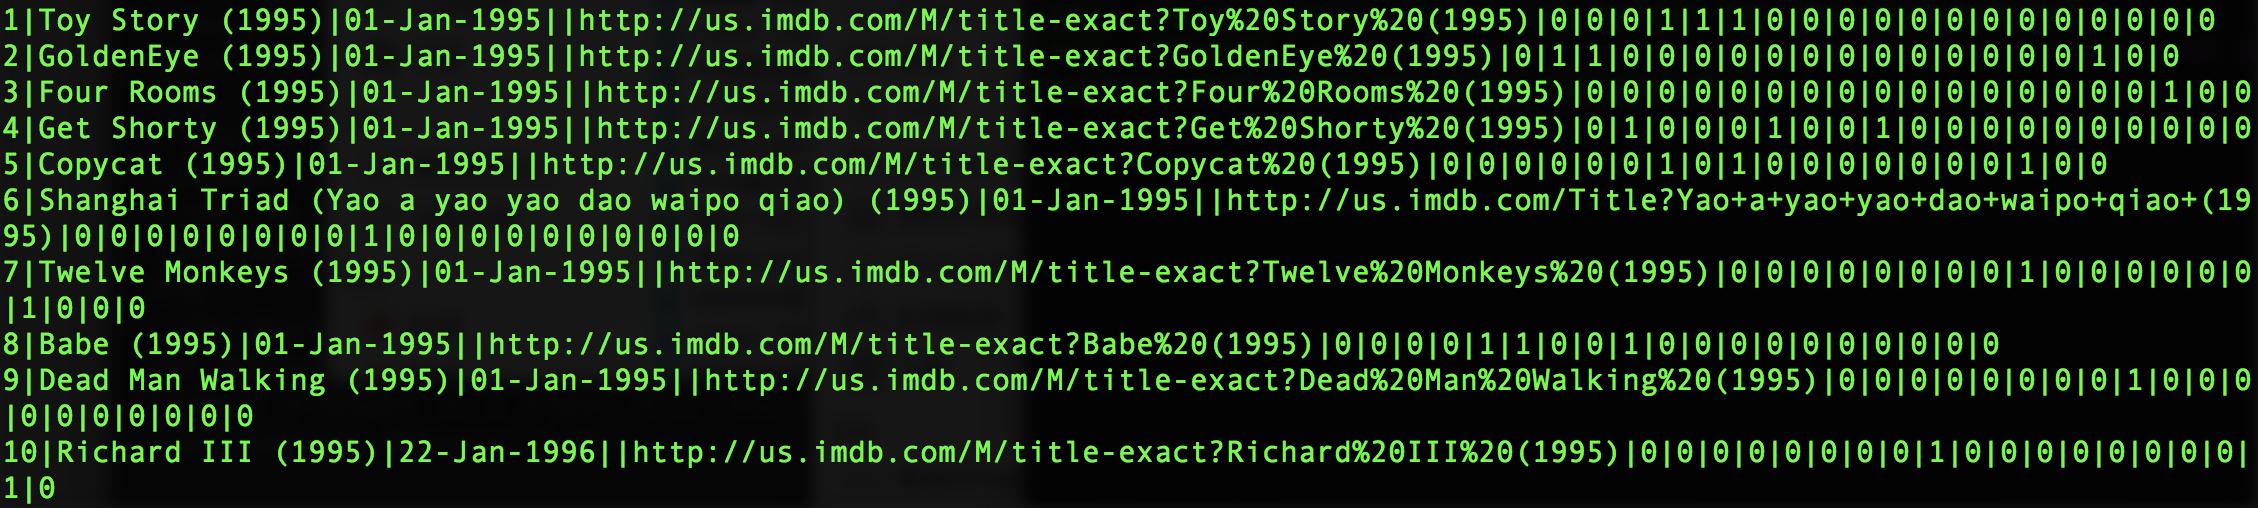 1|Toy Story (1995)|01-Jan-1995||http://us.imdb.com/M/title-exact?Toy%20Story%20(1995)|0|0|0|1|1|1|0|0|0|0|0|0|0|0|0|0|0|0|0
2|GoldenEye (1995)|01-Jan-1995||http://us.imdb.com/M/title-exact?GoldenEye%20(1995)|0|1|1|0|0|0|0|0|0|0|0|0|0|0|0|0|1|0|0
3|Four Rooms (1995)|01-Jan-1995||http://us.imdb.com/M/title-exact?Four%20Rooms%20(1995)|0|0|0|0|0|0|0|0|0|0|0|0|0|0|0|0|1|0|0
4|Get Shorty (1995)|01-Jan-1995||http://us.imdb.com/M/title-exact?Get%20Shorty%20(1995)|0|1|0|0|0|1|0|0|1|0|0|0|0|0|0|0|0|0|0
5|Copycat (1995)|01-Jan-1995||http://us.imdb.com/M/title-exact?Copycat%20(1995)|0|0|0|0|0|0|1|0|1|0|0|0|0|0|0|0|1|0|0
6|Shanghai Triad (Yao a yao yao dao waipo qiao) (1995)|01-Jan-1995||http://us.imdb.com/Title?Yao+a+yao+yao+dao+waipo+qiao+(19
95)|0|0|0|0|0|0|0|0|1|0|0|0|0|0|0|0|0|0|0
7|Twelve Monkeys (1995)|01-Jan-1995||http://us.imdb.com/M/title-exact?Twelve%20Monkeys%20(1995)|0|0|0|0|0|0|0|0|1|0|0|0|0|0|0
|1|0|0|0
8|Babe (1995)|01-Jan-1995||http://us.imdb.com/M/title-exact?Babe%20(1995)|0|0|0|0|1|1|0|0|1|0|0|0|0|0|0|0|0|0|0
9|Dead Man Walking (1995)|01-Jan-1995||http://us.imdb.com/M/title-exact?Dead%20Man%20Walking%20(1995)|0|0|0|0|0|0|0|0|1|0|0|0
|0|0|0|0|0|0|0
10|Richard III (1995)|22-Jan-1996||http://us.imdb.com/M/title-exact?Richard%20III%20(1995)|0|0|0|0|0|0|0|0|1|0|0|0|0|0|0|0|0|
1|0